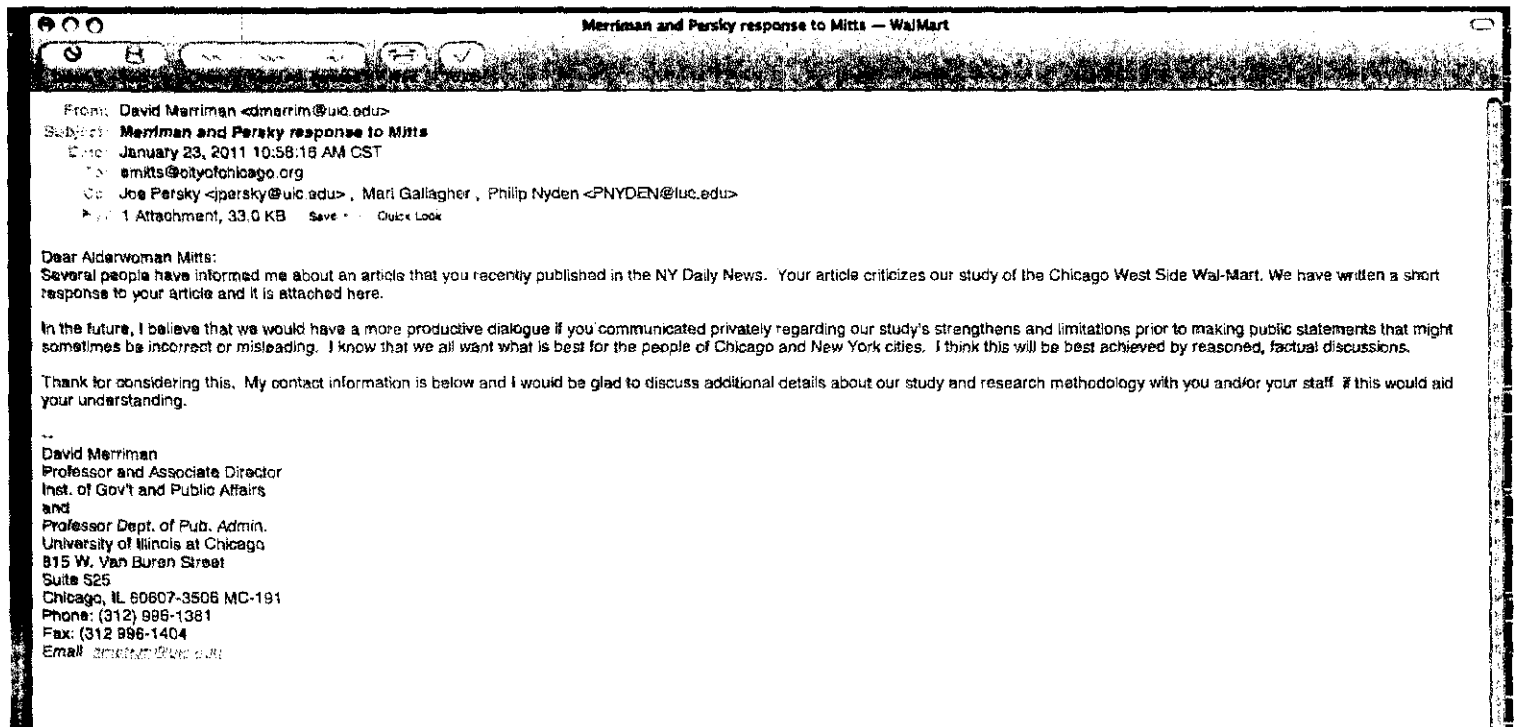 Merriman and Persky response to Mitts — WalMart
From: David Merriman <dmerrim@uic.edu>
Subject: Merriman and Persky response to Mitts
Date: January 23, 2011 10:58:16 AM CST
To: emitts@cityofchicago.org
Cc: Joe Persky <jpersky@uic.edu> , Mari Gallagher , Philip Nyden <PNYDEN@luc.edu>
1 Attachment, 33.0 KB Save Quick Look
Dear Alderwoman Mitts:
Several people have informed me about an article that you recently published in the NY Daily News. Your article criticizes our study of the Chicago West Side Wal-Mart. We have written a short
response to your article and it is attached here.
In the future, I believe that we would have a more productive dialogue if you communicated privately regarding our study's strengthens and limitations prior to making public statements that might
sometimes be incorrect or misleading. I know that we all want what is best for the people of Chicago and New York cities. I think this will be best achieved by reasoned, factual discussions.
Thank for considering this. My contact information is below and I would be glad to discuss additional details about our study and research methodology with you and/or your staff if this would aid
your understanding.
--
David Merriman
Professor and Associate Director
Inst. of Gov't and Public Affairs
and
Professor Dept. of Pub. Admin.
University of Illinois at Chicago
815 W. Van Buren Street
Suite 525
Chicago, IL 60607-3506 MC-191
Phone: (312) 996-1381
Fax: (312 996-1404
Email dmerrim@uic.edu